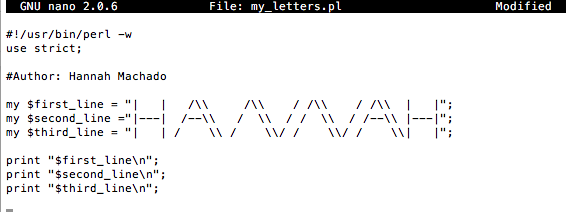 GNU nano 2.0.6                 File: my_letters.pl                         Modified
#!/usr/bin/perl -w
use strict;
#Author: Hannah Machado
my $first_line = "|   |   /\\     /\\    / /\\    / /\\  |   |";
my $second_line ="|---|  /--\\   /  \\  / /  \\  / /--\\ |---|";
my $third_line = "|   | /    \\ /    \\/ /    \\/ /    \\|   |";
print "$first_line\n";
print "$second_line\n";
print "$third_line\n";